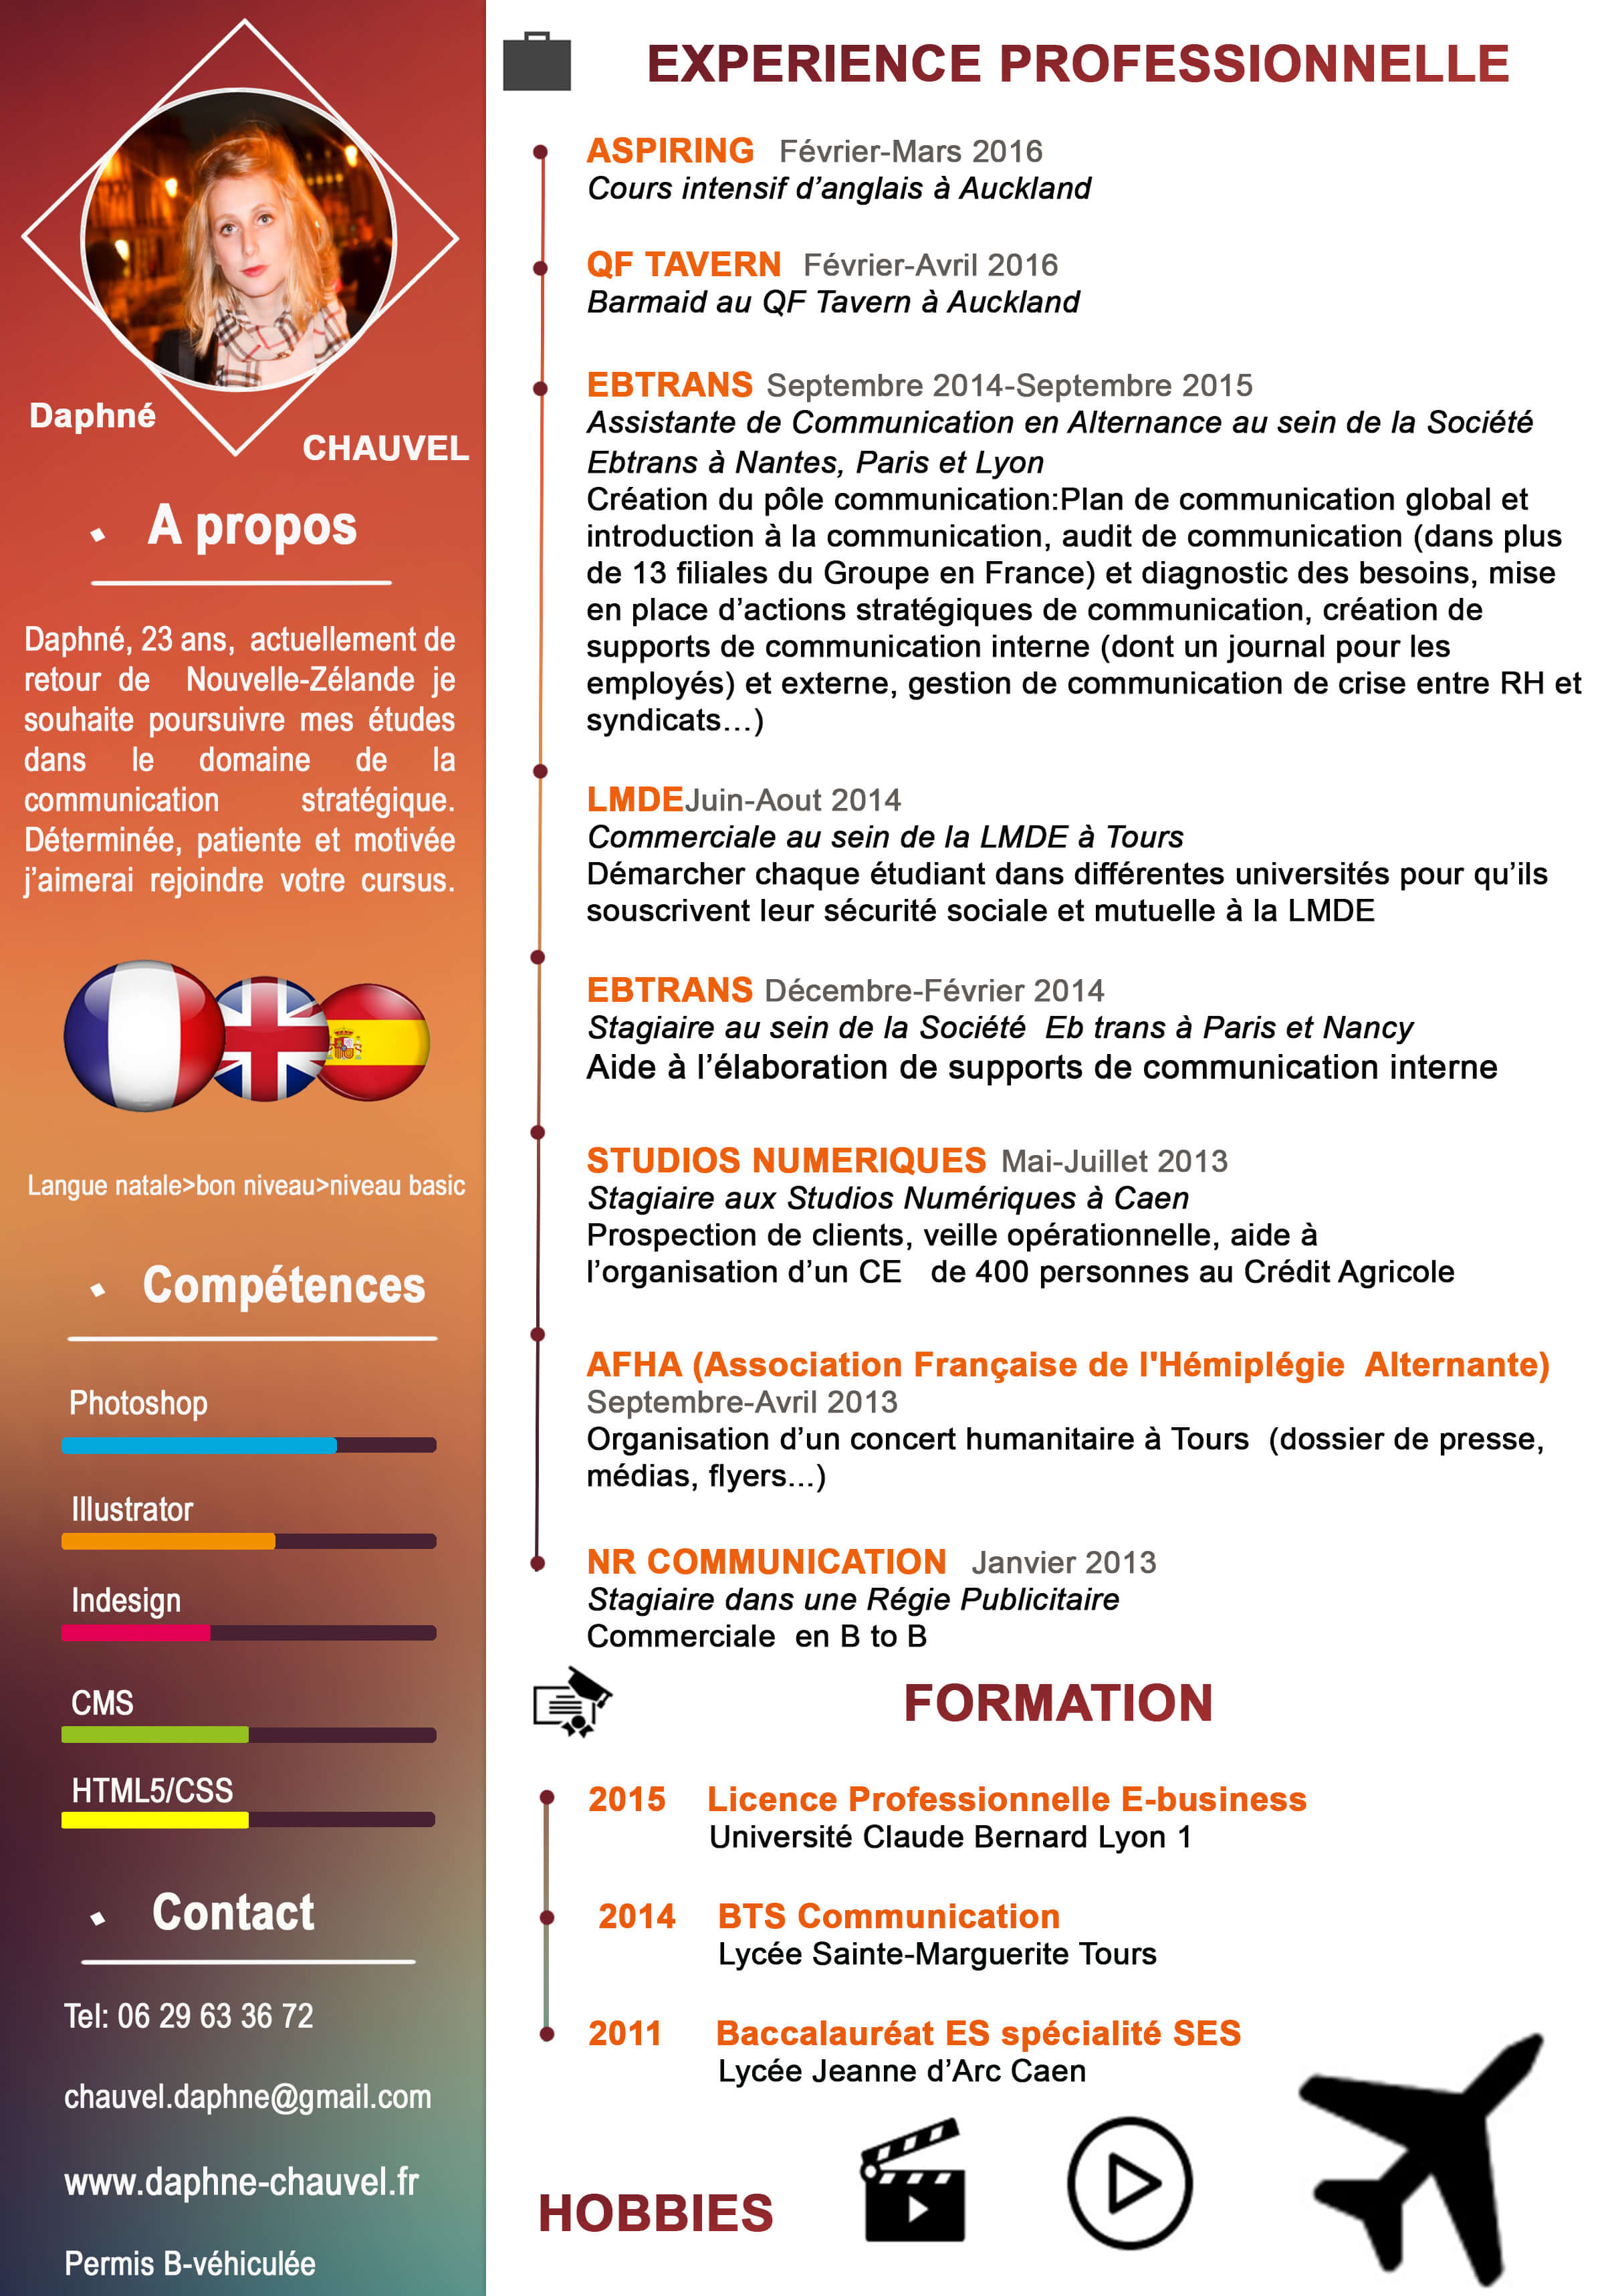 Daphné
CHAUVEL
A propos
Daphné, 23 ans, actuellement de
retour de Nouvelle-Zélande je
souhaite poursuivre mes études
dans le domaine de la
communication stratégique.
Déterminée, patiente et motivée
j’aimerai rejoindre votre cursus.
Langue natale>bon niveau>niveau basic
Compétences
Photoshop
Illustrator
Indesign
CMS
HTML5/CSS
Contact
Tel: 06 29 63 36 72
chauvel.daphne@gmail.com
www.daphne-chauvel.fr
Permis B-véhiculée
EXPERIENCE PROFESSIONNELLE
ASPIRING Février-Mars 2016
Cours intensif d’anglais à Auckland
QF TAVERN Février-Avril 2016
Barmaid au QF Tavern à Auckland
EBTRANS Septembre 2014-Septembre 2015
Assistante de Communication en Alternance au sein de la Société
Ebtrans à Nantes, Paris et Lyon
Création du pôle communication:Plan de communication global et
introduction à la communication, audit de communication (dans plus
de 13 filiales du Groupe en France) et diagnostic des besoins, mise
en place d’actions stratégiques de communication, création de
supports de communication interne (dont un journal pour les
employés) et externe, gestion de communication de crise entre RH et
syndicats…)
LMDEJuin-Aout 2014
Commerciale au sein de la LMDE à Tours
Démarcher chaque étudiant dans différentes universités pour qu’ils
souscrivent leur sécurité sociale et mutuelle à la LMDE
EBTRANS Décembre-Février 2014
Stagiaire au sein de la Société Eb trans à Paris et Nancy
Aide à l’élaboration de supports de communication interne
STUDIOS NUMERIQUES Mai-Juillet 2013
Stagiaire aux Studios Numériques à Caen
Prospection de clients, veille opérationnelle, aide à
l’organisation d’un CE de 400 personnes au Crédit Agricole
AFHA (Association Française de l'Hémiplégie Alternante)
Septembre-Avril 2013
Organisation d’un concert humanitaire à Tours (dossier de presse,
médias, flyers...)
NR COMMUNICATION Janvier 2013
Stagiaire dans une Régie Publicitaire
Commerciale en B to B
FORMATION
2015 Licence Professionnelle E-business
Université Claude Bernard Lyon 1
2014 BTS Communication
Lycée Sainte-Marguerite Tours
2011 Baccalauréat ES spécialité SES
Lycée Jeanne d’Arc Caen
HOBBIES